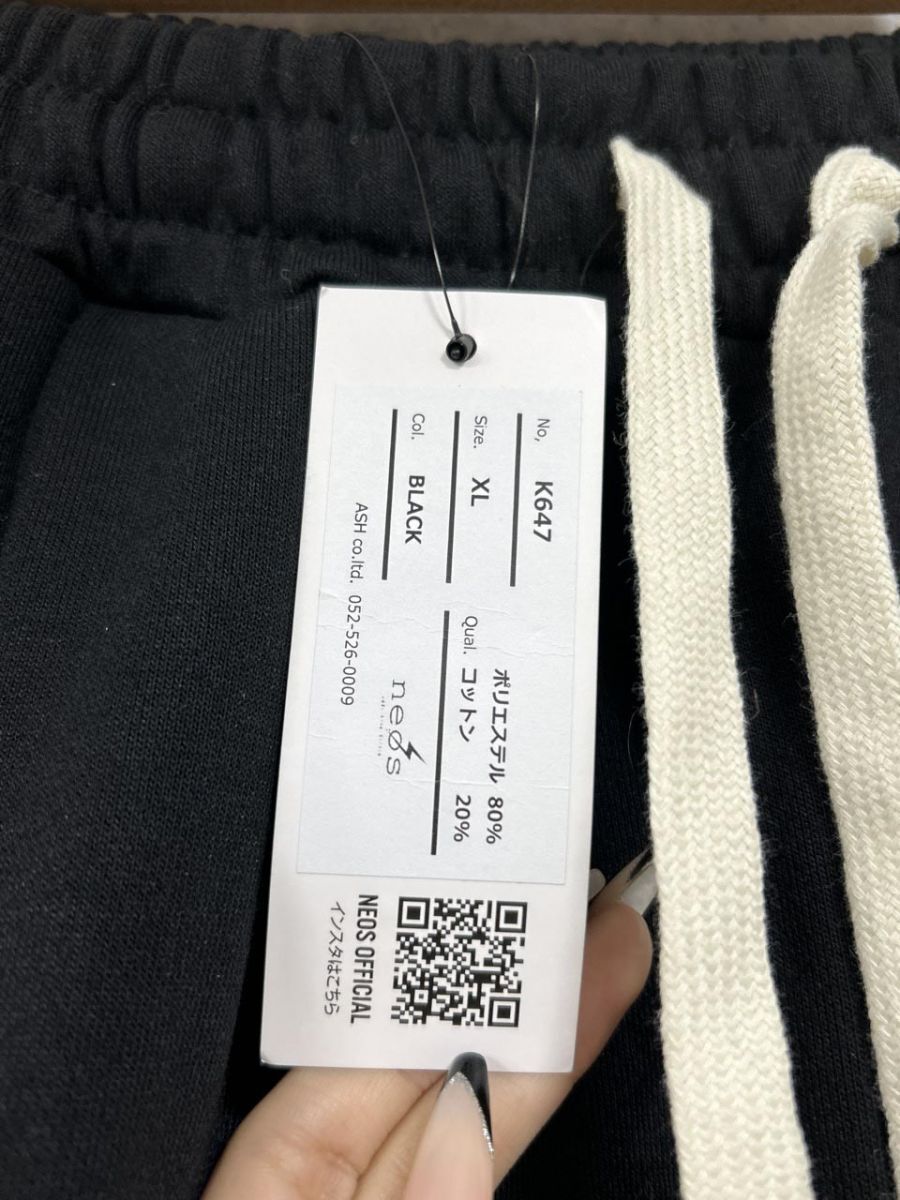 No, K647
Size. XL
Col. BLACK
ASH co.ltd. 052-526-0009
ポリエステル 80%
Qual. コットン 20%
neos
NEOS OFFICIAL
インスタはこちら